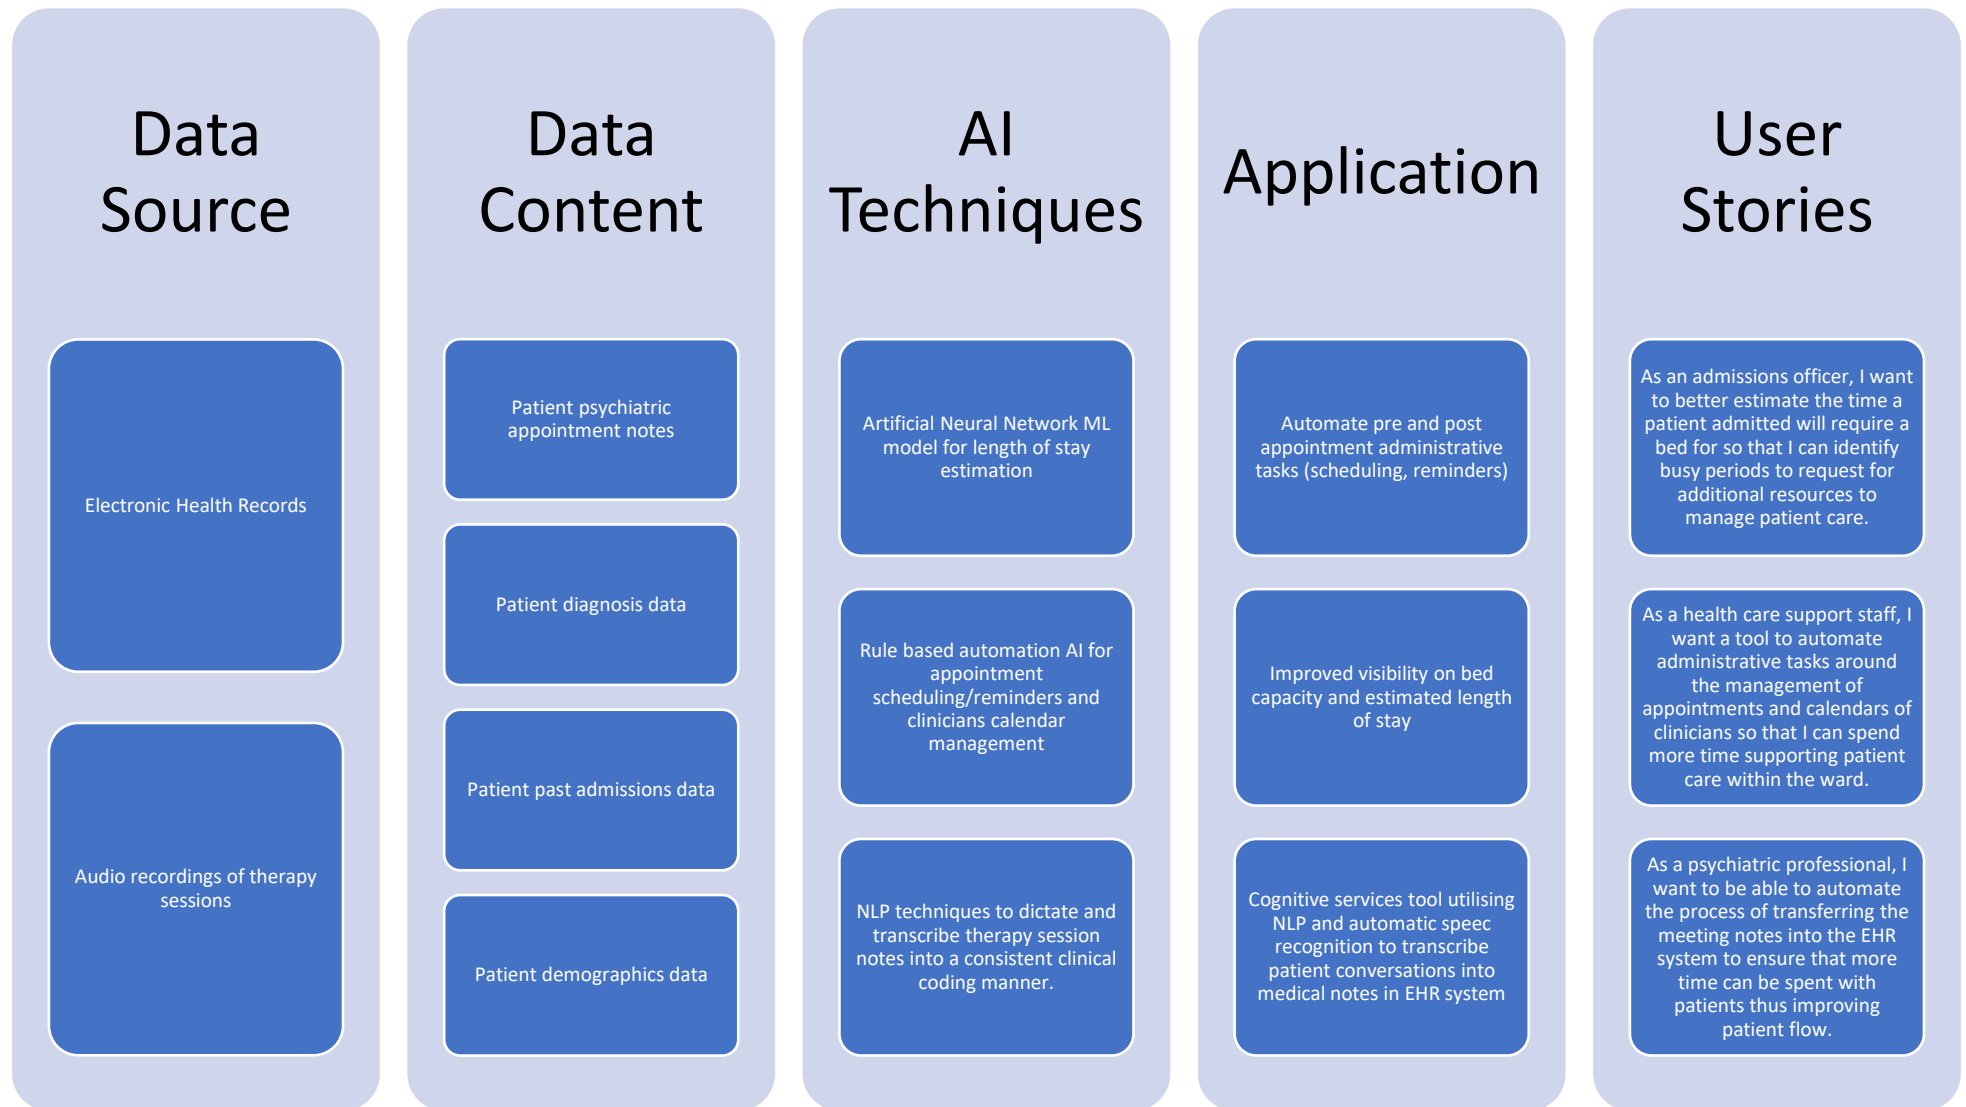 Data
Source
Electronic Health Records
Audio recordings of therapy
sessions
Data
Content
Patient psychiatric
appointment notes
Patient diagnosis data
Patient past admissions data
Patient demographics data
AI
Techniques
Artificial Neural Network ML
model for length of stay
estimation
Rule based automation AI for
appointment
scheduling/reminders and
clinicians calendar
management
NLP techniques to dictate and
transcribe therapy session
notes into a consistent clinical
coding manner.
Application
Automate pre and post
appointment administrative
tasks (scheduling, reminders)
Improved visibility on bed
capacity and estimated length
of stay
Cognitive services tool utilising
NLP and automatic speec
recognition to transcribe
patient conversations into
medical notes in EHR system
User
Stories
As an admissions officer, I want
to better estimate the time a
patient admitted will require a
bed for so that I can identify
busy periods to request for
additional resources to
manage patient care.
As a health care support staff, I
want a tool to automate
administrative tasks around
the management of
appointments and calendars of
clinicians so that I can spend
more time supporting patient
care within the ward.
As a psychiatric professional, I
want to be able to automate
the process of transferring the
meeting notes into the EHR
system to ensure that more
time can be spent with
patients thus improving
patient flow.